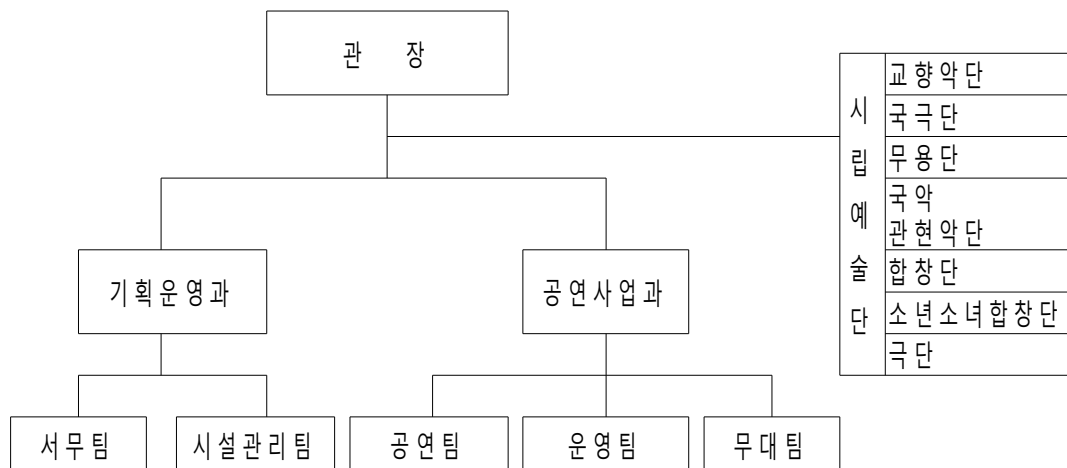 관 장
시립예술단
교향악단
국극단
무용단
국악
관현악단
합창단
소년소녀합창단
극단
기획운영과
공연사업과
서무팀
시설관리팀
공연팀
운영팀
무대팀